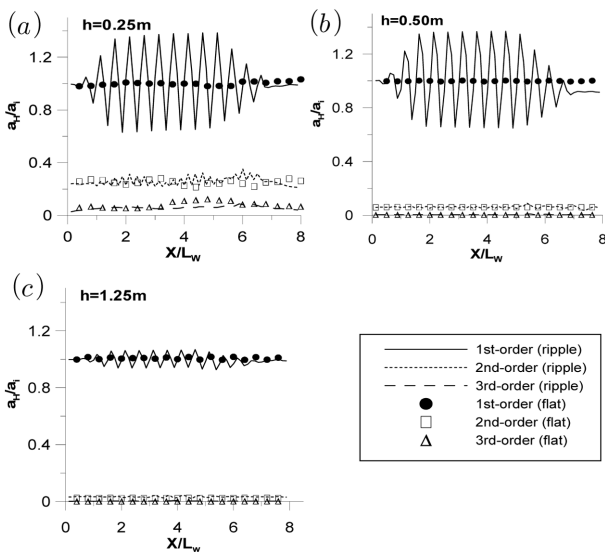 (a)
h=0.25m
1.2
0.8
0.4
0
a_H/a_i
0 2 4 6 8
X/L_w
(b)
h=0.50m
1.2
0.8
0.4
0
a_H/a_i
0 2 4 6 8
X/L_w
(c)
h=1.25m
1.2
0.8
0.4
0
a_H/a_i
0 2 4 6 8
X/L_w
1st-order (ripple)
2nd-order (ripple)
3rd-order (ripple)
1st-order (flat)
2nd-order (flat)
3rd-order (flat)